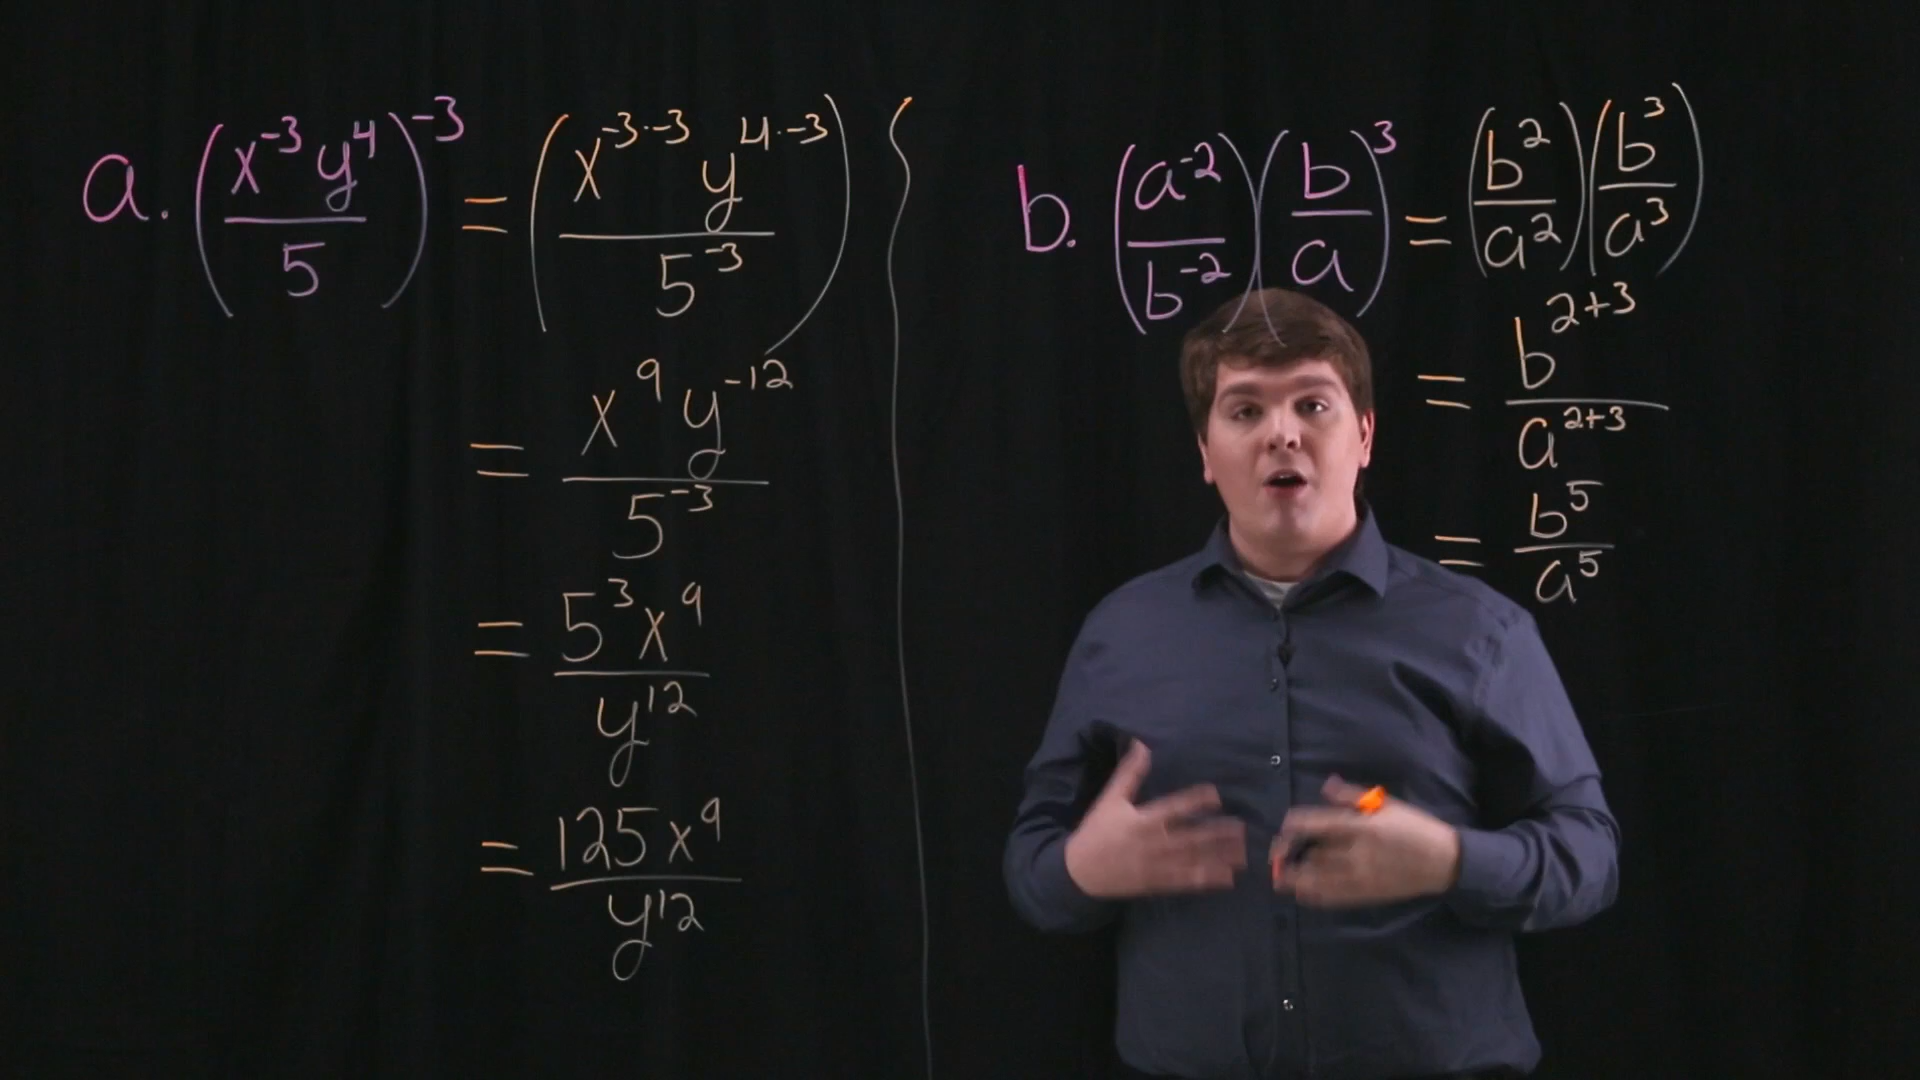 a. (x^{-3} y^4 / 5)^{-3} = (x^{-3·-3} y^{4·-3} / 5^{-3})
= x^9 y^{-12} / 5^{-3}
= 5^3 x^9 / y^{12}
= 125 x^9 / y^{12}
b. (a^{-2} / b^{-2}) (b / a)^3 = (b^2 / a^2) (b^3 / a^3)
= b^{2+3} / a^{2+3}
= b^5 / a^5